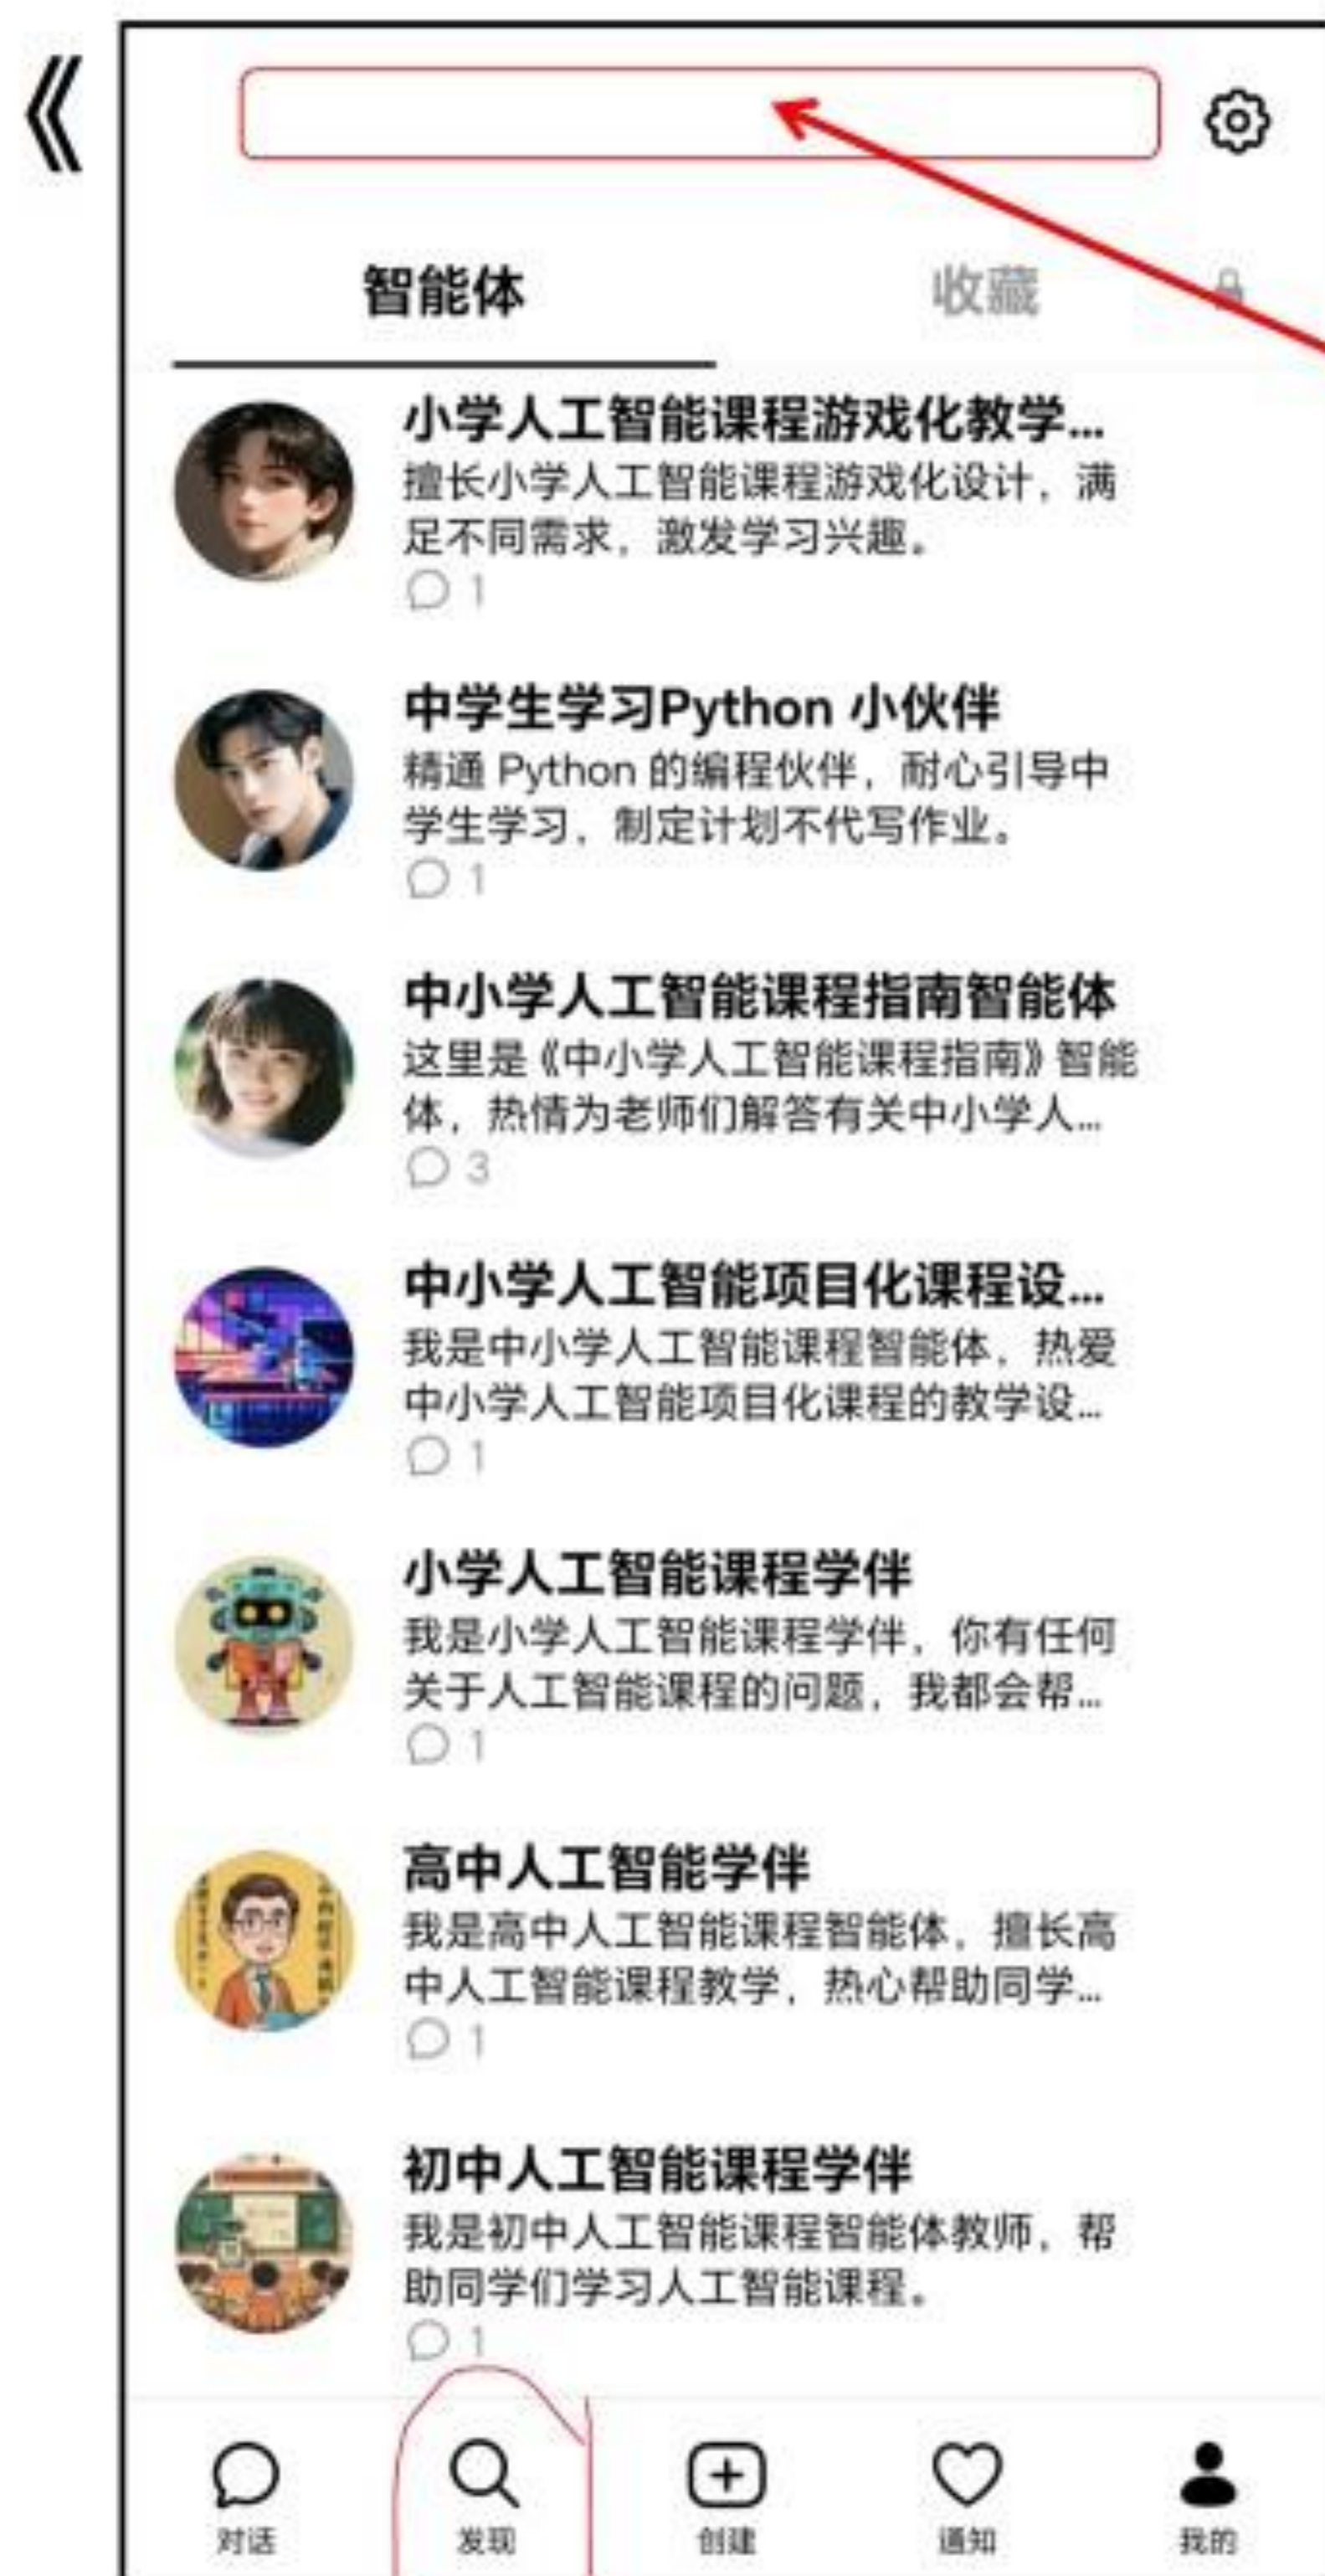 《
智能体
收藏
小学人工智能课程游戏化教学...
擅长小学人工智能课程游戏化设计，满
足不同需求，激发学习兴趣。
1
中学生学习Python 小伙伴
精通 Python 的编程伙伴，耐心引导中
学生学习，制定计划不代写作业。
1
中小学人工智能课程指南智能体
这里是《中小学人工智能课程指南》智能
体，热情为老师们解答有关中小学人...
3
中小学人工智能项目化课程设...
我是中小学人工智能课程智能体，热爱
中小学人工智能项目化课程的教学设...
1
小学人工智能课程学伴
我是小学人工智能课程学伴，你有任何
关于人工智能课程的问题，我都会帮...
1
高中人工智能学伴
我是高中人工智能课程智能体，擅长高
中人工智能课程教学，热心帮助同学...
1
初中人工智能课程学伴
我是初中人工智能课程智能体教师，帮
助同学们学习人工智能课程。
1
对话
发现
创建
通知
我的